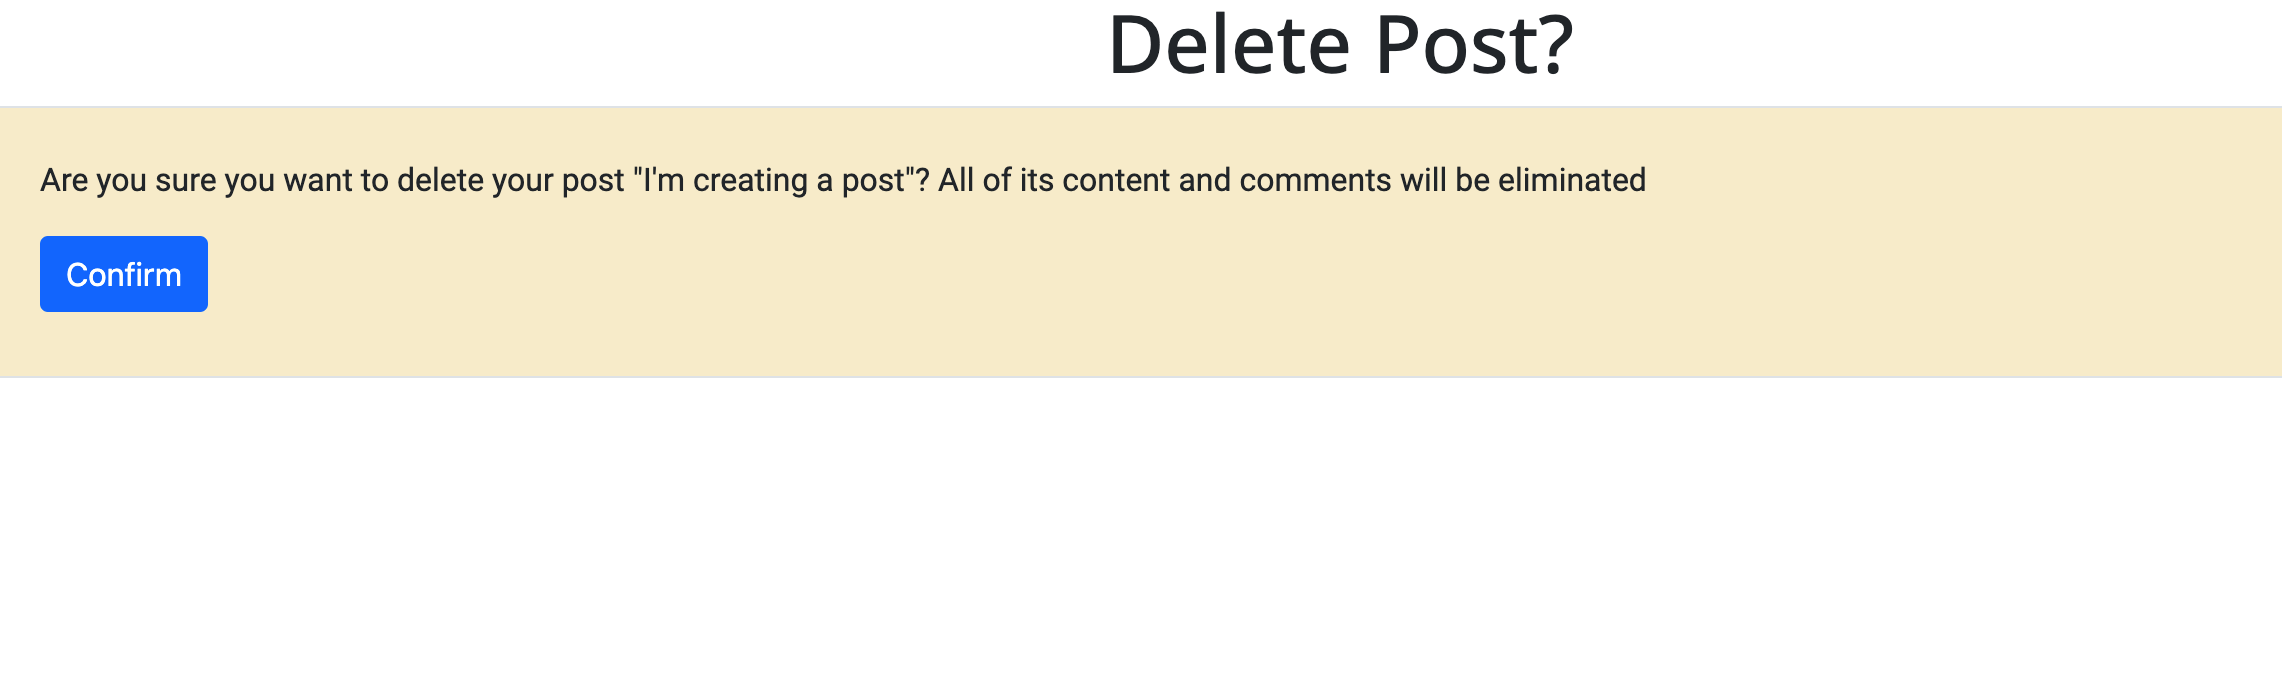 Delete Post?
Are you sure you want to delete your post "I'm creating a post"? All of its content and comments will be eliminated
Confirm